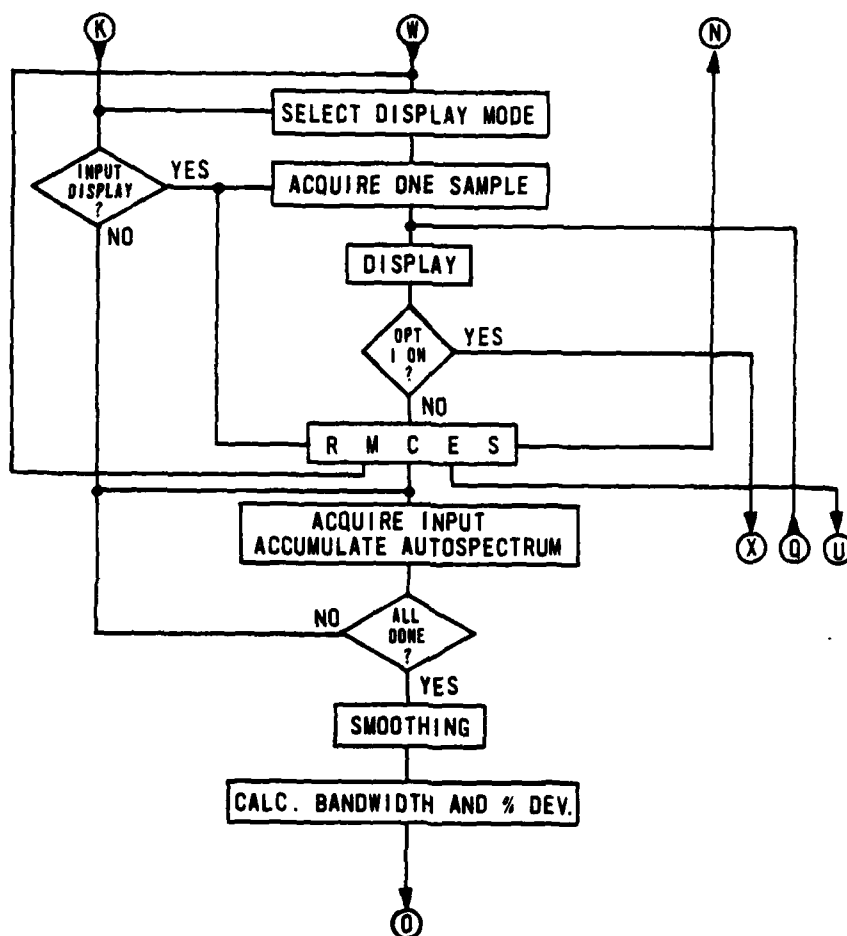 K
W
N
SELECT DISPLAY MODE
INPUT
DISPLAY
?
YES
ACQUIRE ONE SAMPLE
NO
DISPLAY
OPT
1 ON
?
YES
NO
R M C E S
ACQUIRE INPUT
ACCUMULATE AUTOSPECTRUM
X
Q
U
NO
ALL
DONE
?
YES
SMOOTHING
CALC. BANDWIDTH AND % DEV.
O